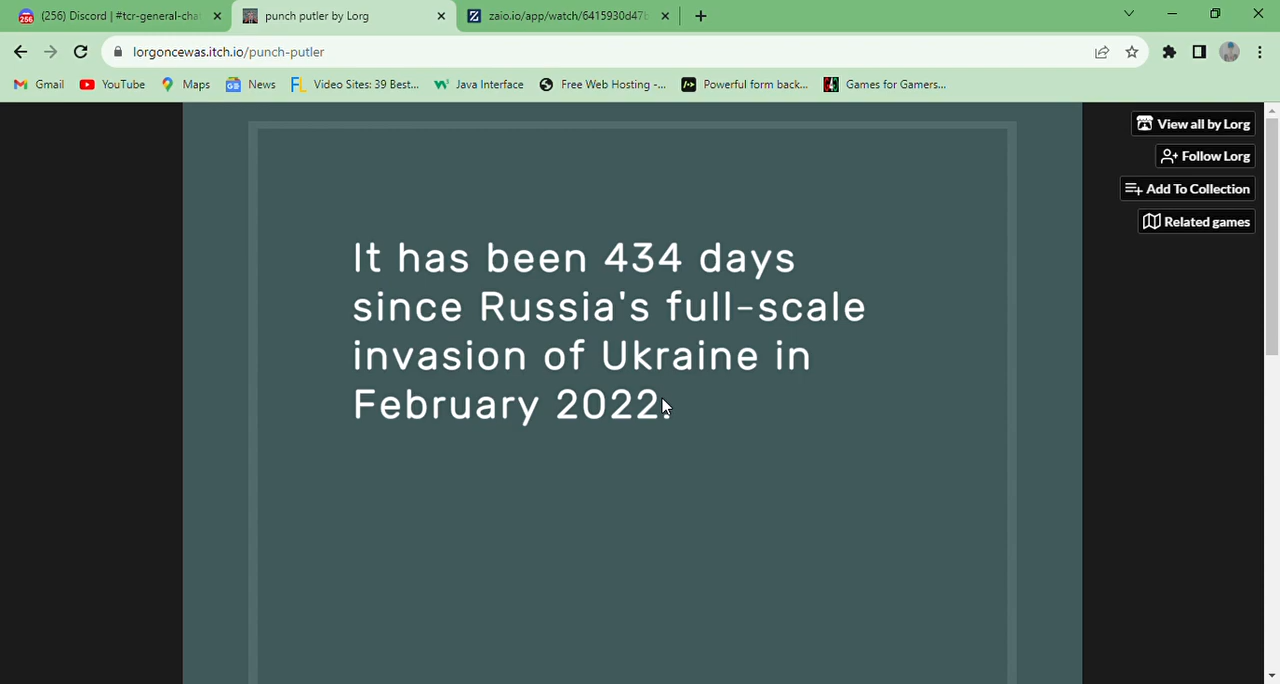 (256) Discord | #tcr-general-cha
punch putler by Lorg
zaio.io/app/watch/6415930d47b
lorgoncewas.itch.io/punch-putler
Gmail
YouTube
Maps
News
Video Sites: 39 Best...
Java Interface
Free Web Hosting -...
Powerful form back...
Games for Gamers...
View all by Lorg
Follow Lorg
Add To Collection
Related games
It has been 434 days
since Russia's full-scale
invasion of Ukraine in
February 2022.